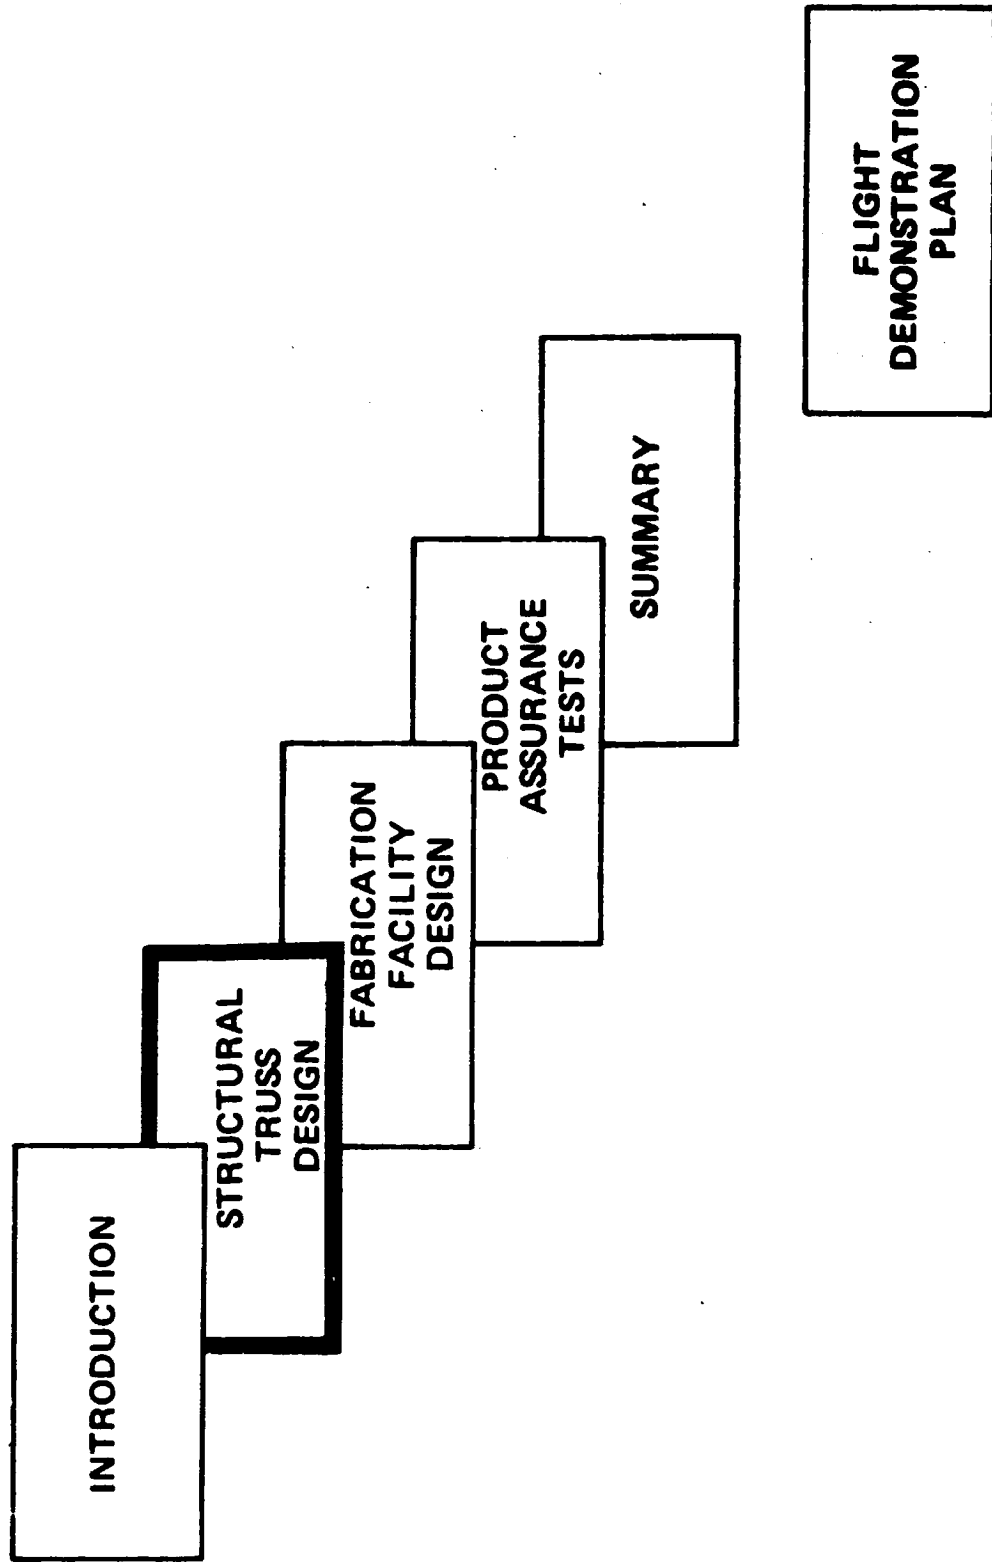 INTRODUCTION
STRUCTURAL
TRUSS
DESIGN
FABRICATION
FACILITY
DESIGN
PRODUCT
ASSURANCE
TESTS
SUMMARY
FLIGHT
DEMONSTRATION
PLAN